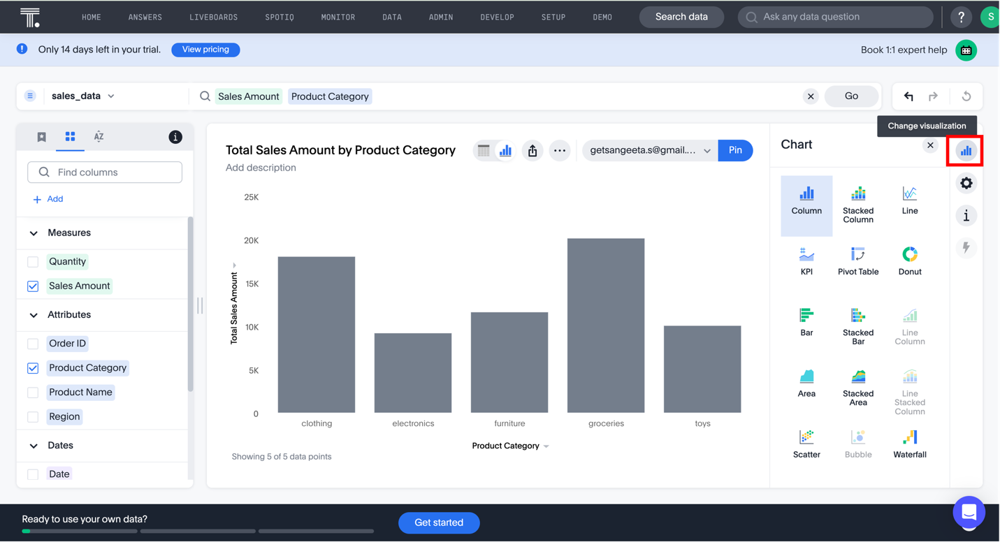 HOME ANSWERS LIVEBOARDS SPOTIQ MONITOR DATA ADMIN DEVELOP SETUP DEMO Search data Ask any data question ? S
Only 14 days left in your trial. View pricing Book 1:1 expert help
sales_data Sales Amount Product Category Go
Change visualization
AZ
Find columns
Add
Measures
Quantity
Sales Amount
Attributes
Order ID
Product Category
Product Name
Region
Dates
Date
Total Sales Amount by Product Category
Add description
getsangeeta.s@gmail.... Pin
25K
20K
15K
10K
5K
0
Total Sales Amount
clothing electronics furniture groceries toys
Product Category
Showing 5 of 5 data points
Chart
Column
Stacked
Column
Line
KPI
Pivot Table
Donut
Bar
Stacked
Bar
Line
Column
Area
Stacked
Area
Line
Stacked
Column
Scatter
Bubble
Waterfall
Ready to use your own data? Get started